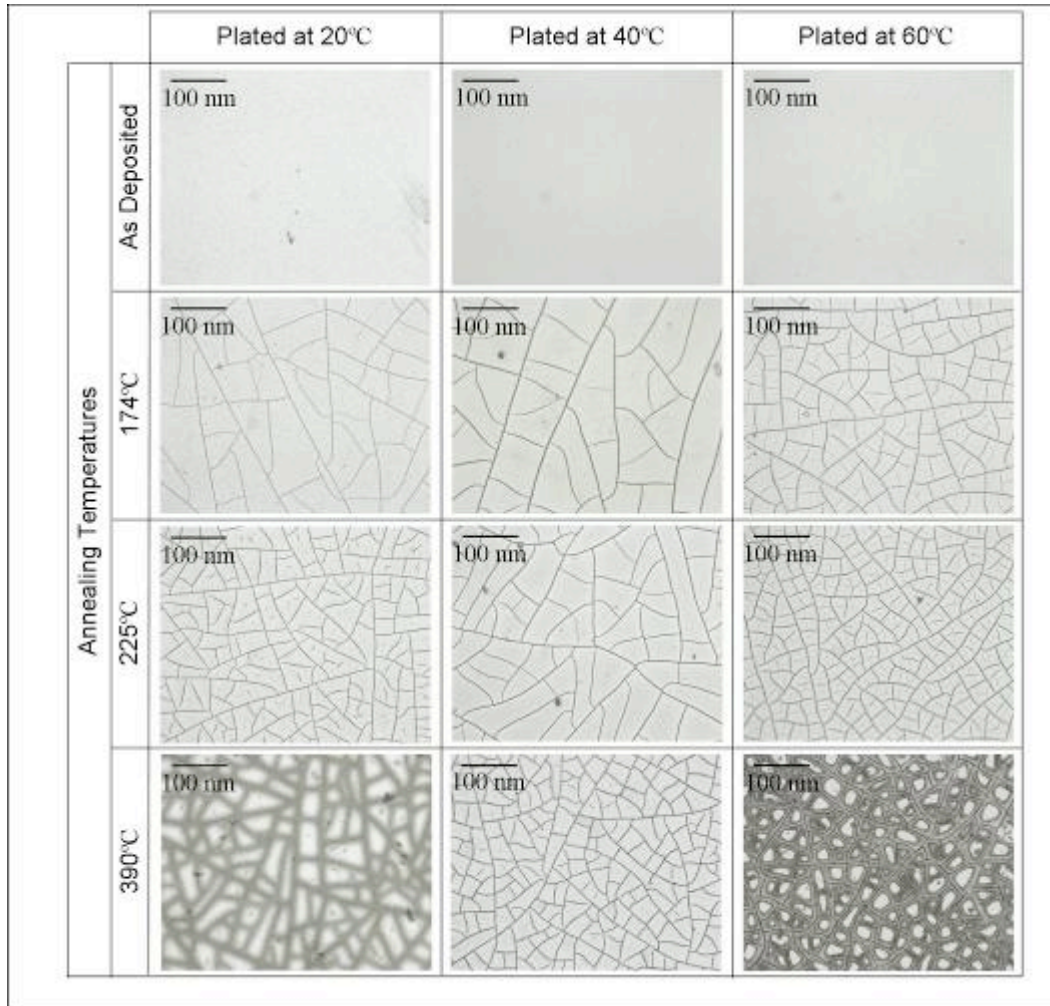 Plated at 20℃
Plated at 40℃
Plated at 60℃
Annealing Temperatures
As Deposited
100 nm
100 nm
100 nm
174℃
100 nm
100 nm
100 nm
225℃
100 nm
100 nm
100 nm
390℃
100 nm
100 nm
100 nm